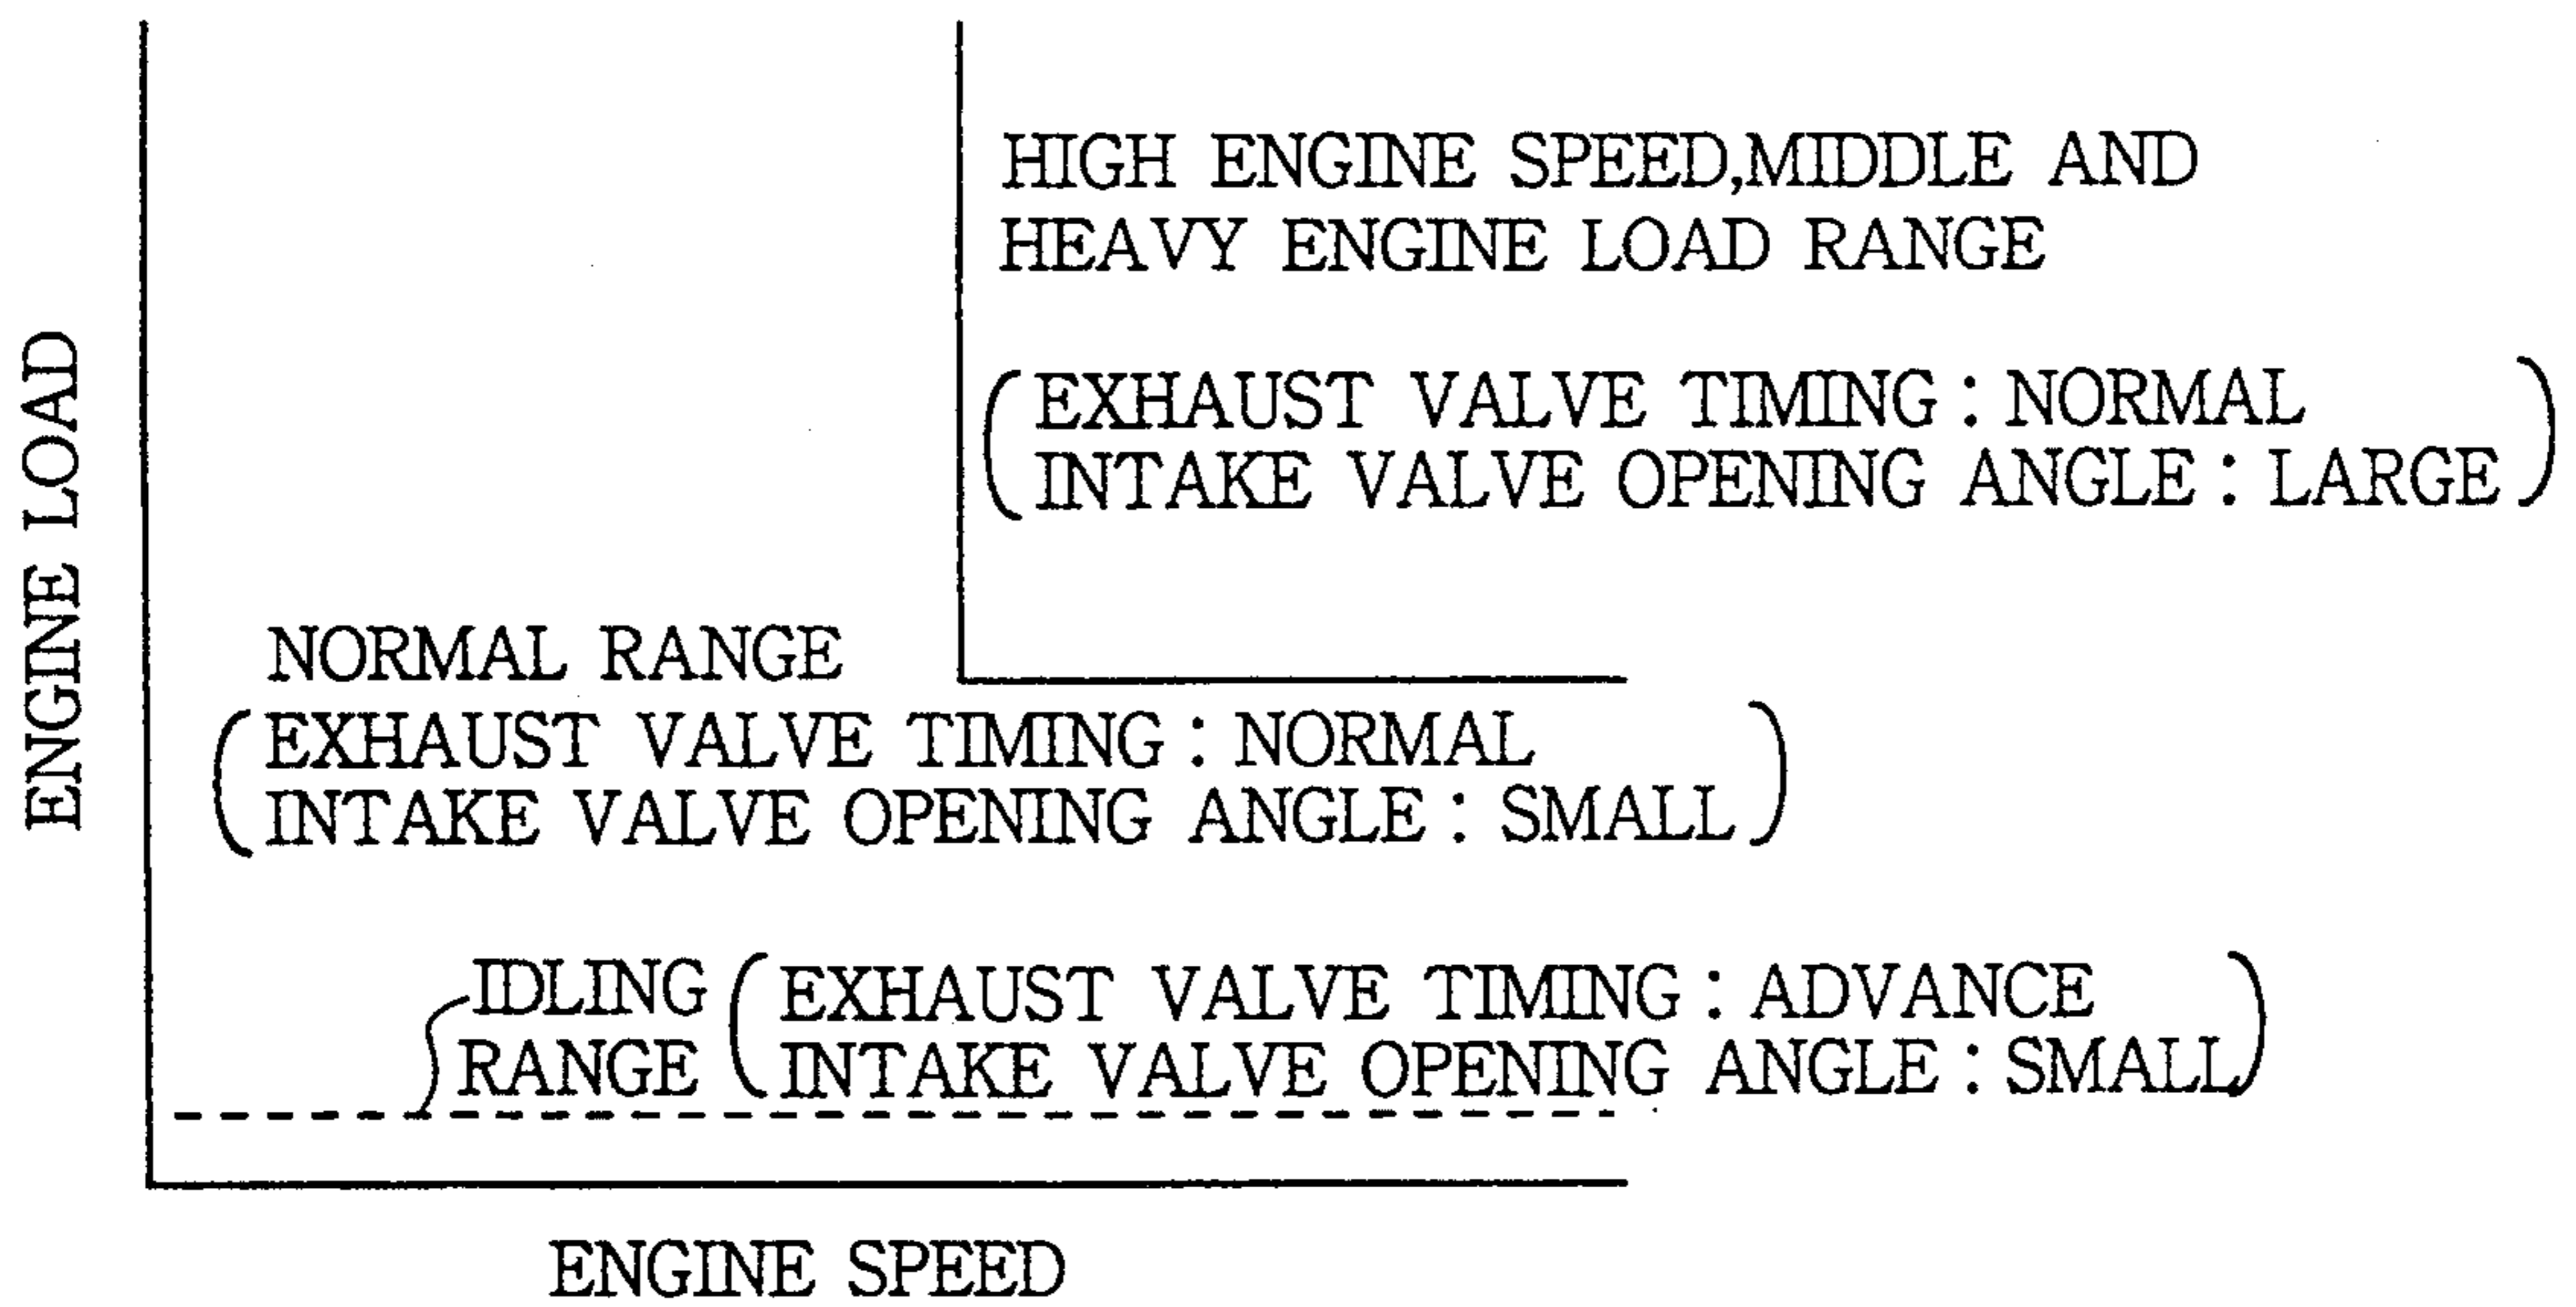 HIGH ENGINE SPEED,MIDDLE AND
HEAVY ENGINE LOAD RANGE
(EXHAUST VALVE TIMING : NORMAL
INTAKE VALVE OPENING ANGLE : LARGE)
ENGINE LOAD
NORMAL RANGE
(EXHAUST VALVE TIMING : NORMAL
INTAKE VALVE OPENING ANGLE : SMALL)
IDLING
RANGE
(EXHAUST VALVE TIMING : ADVANCE
INTAKE VALVE OPENING ANGLE : SMALL)
ENGINE SPEED